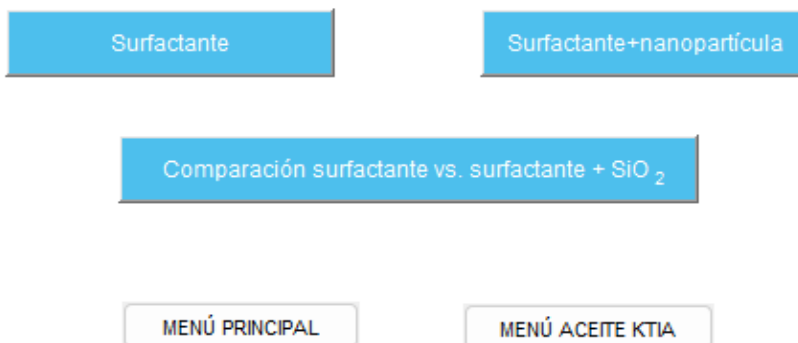 Surfactante
Surfactante+nanopartícula
Comparación surfactante vs. surfactante + SiO 2
MENÚ PRINCIPAL
MENÚ ACEITE KTIA